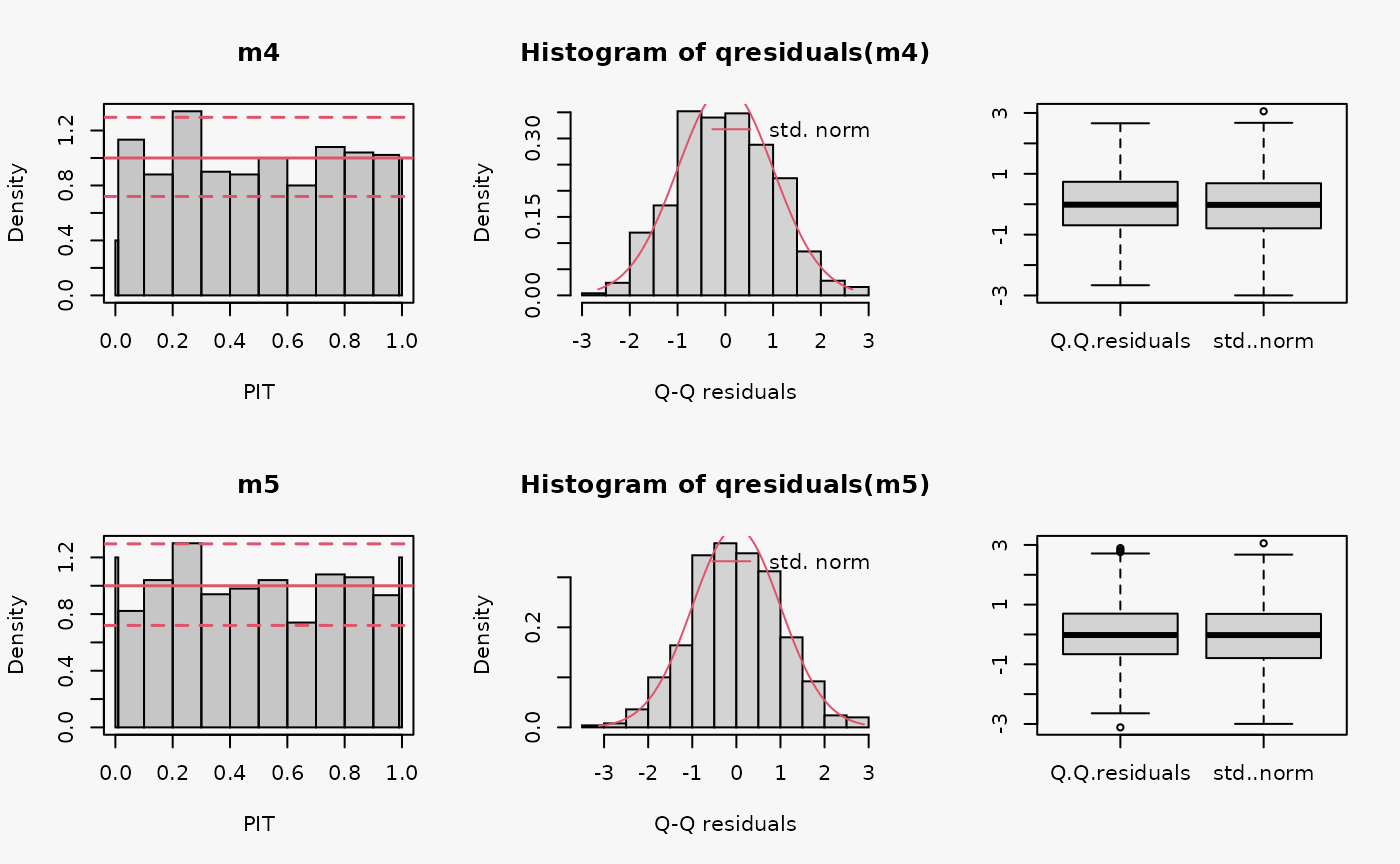 m4
Density
0.0 0.4 0.8 1.2
0.0 0.2 0.4 0.6 0.8 1.0
PIT
Histogram of qresiduals(m4)
Density
0.00 0.15 0.30
std. norm
-3 -2 -1 0 1 2 3
Q-Q residuals
-3 -1 1 3
Q.Q.residuals std..norm
m5
Density
0.0 0.4 0.8 1.2
0.0 0.2 0.4 0.6 0.8 1.0
PIT
Histogram of qresiduals(m5)
Density
0.0 0.2
std. norm
-3 -2 -1 0 1 2 3
Q-Q residuals
-3 -1 1 3
Q.Q.residuals std..norm